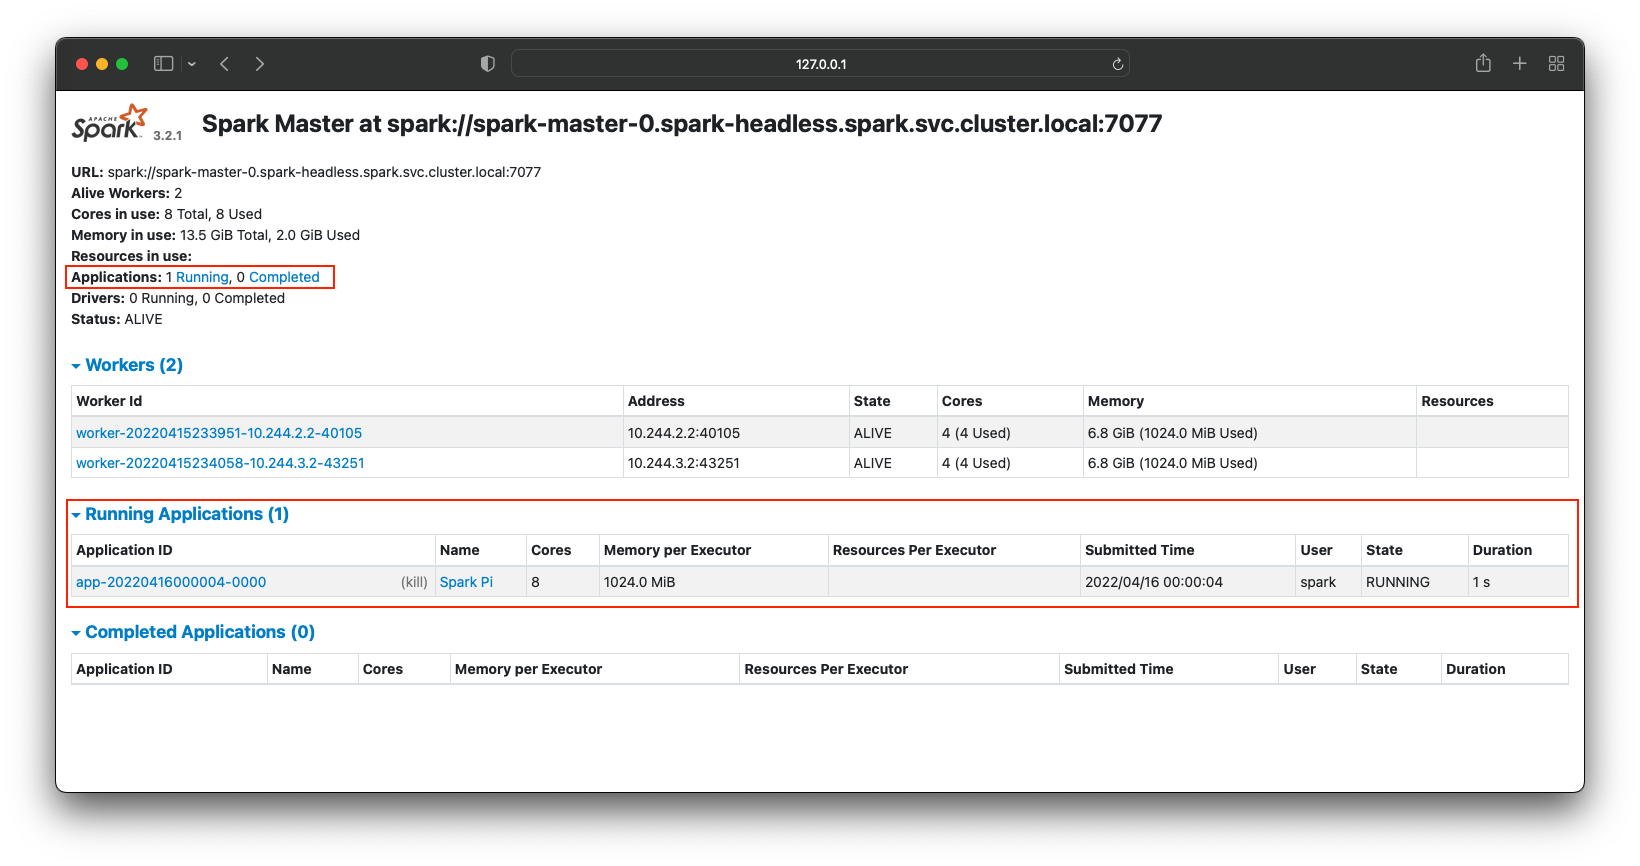 127.0.0.1
APACHE
Spark 3.2.1 Spark Master at spark://spark-master-0.spark-headless.spark.svc.cluster.local:7077
URL: spark://spark-master-0.spark-headless.spark.svc.cluster.local:7077
Alive Workers: 2
Cores in use: 8 Total, 8 Used
Memory in use: 13.5 GiB Total, 2.0 GiB Used
Resources in use:
Applications: 1 Running, 0 Completed
Drivers: 0 Running, 0 Completed
Status: ALIVE
Workers (2)
Worker Id Address State Cores Memory Resources
worker-20220415233951-10.244.2.2-40105 10.244.2.2:40105 ALIVE 4 (4 Used) 6.8 GiB (1024.0 MiB Used)
worker-20220415234058-10.244.3.2-43251 10.244.3.2:43251 ALIVE 4 (4 Used) 6.8 GiB (1024.0 MiB Used)
Running Applications (1)
Application ID Name Cores Memory per Executor Resources Per Executor Submitted Time User State Duration
app-20220416000004-0000 (kill) Spark Pi 8 1024.0 MiB 2022/04/16 00:00:04 spark RUNNING 1 s
Completed Applications (0)
Application ID Name Cores Memory per Executor Resources Per Executor Submitted Time User State Duration